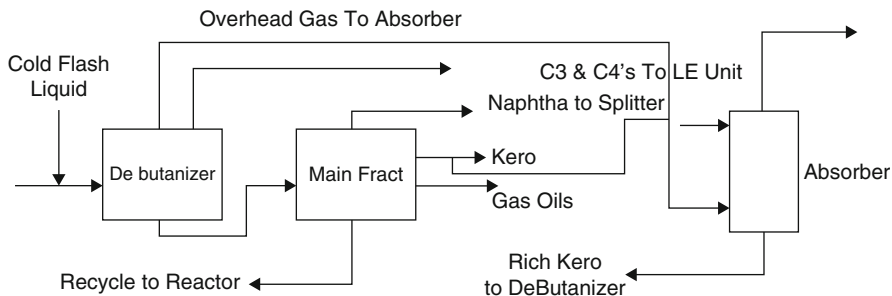 Overhead Gas To Absorber
Cold Flash
Liquid
C3 & C4's To LE Unit
Naphtha to Splitter
De butanizer
Main Fract
Kero
Gas Oils
Absorber
Recycle to Reactor
Rich Kero
to DeButanizer